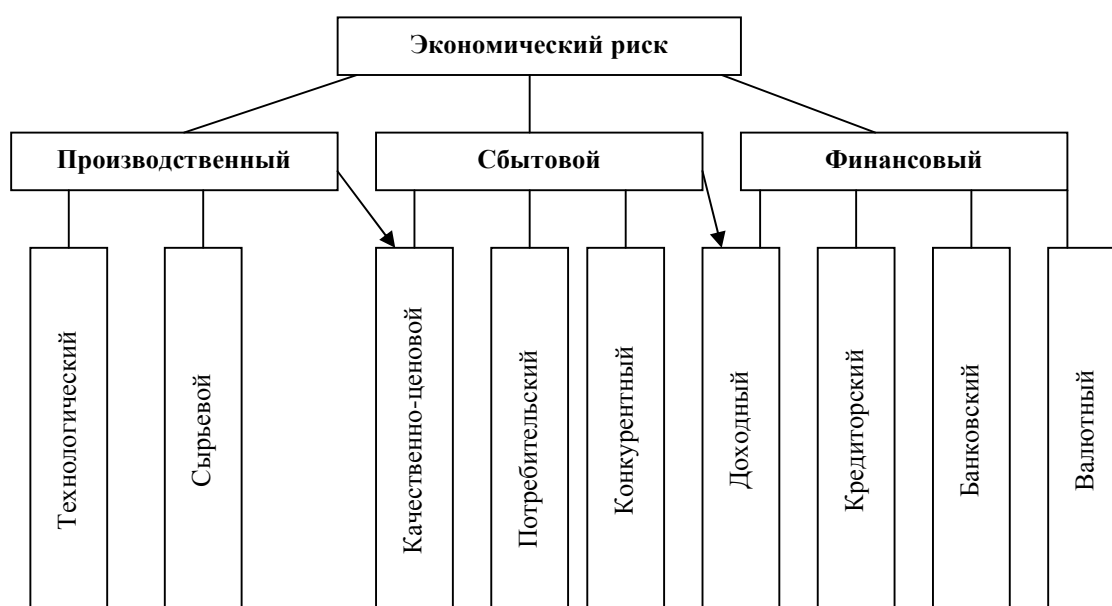 Экономический риск
Производственный
Сбытовой
Финансовый
Технологический
Сырьевой
Качественно-ценовой
Потребительский
Конкурентный
Доходный
Кредиторский
Банковский
Валютный